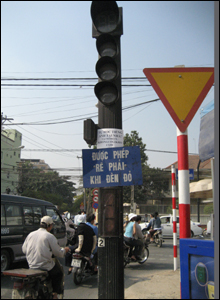 ĐƯỢC PHÉP
RẼ PHẢI
KHI ĐÈN ĐỎ
2